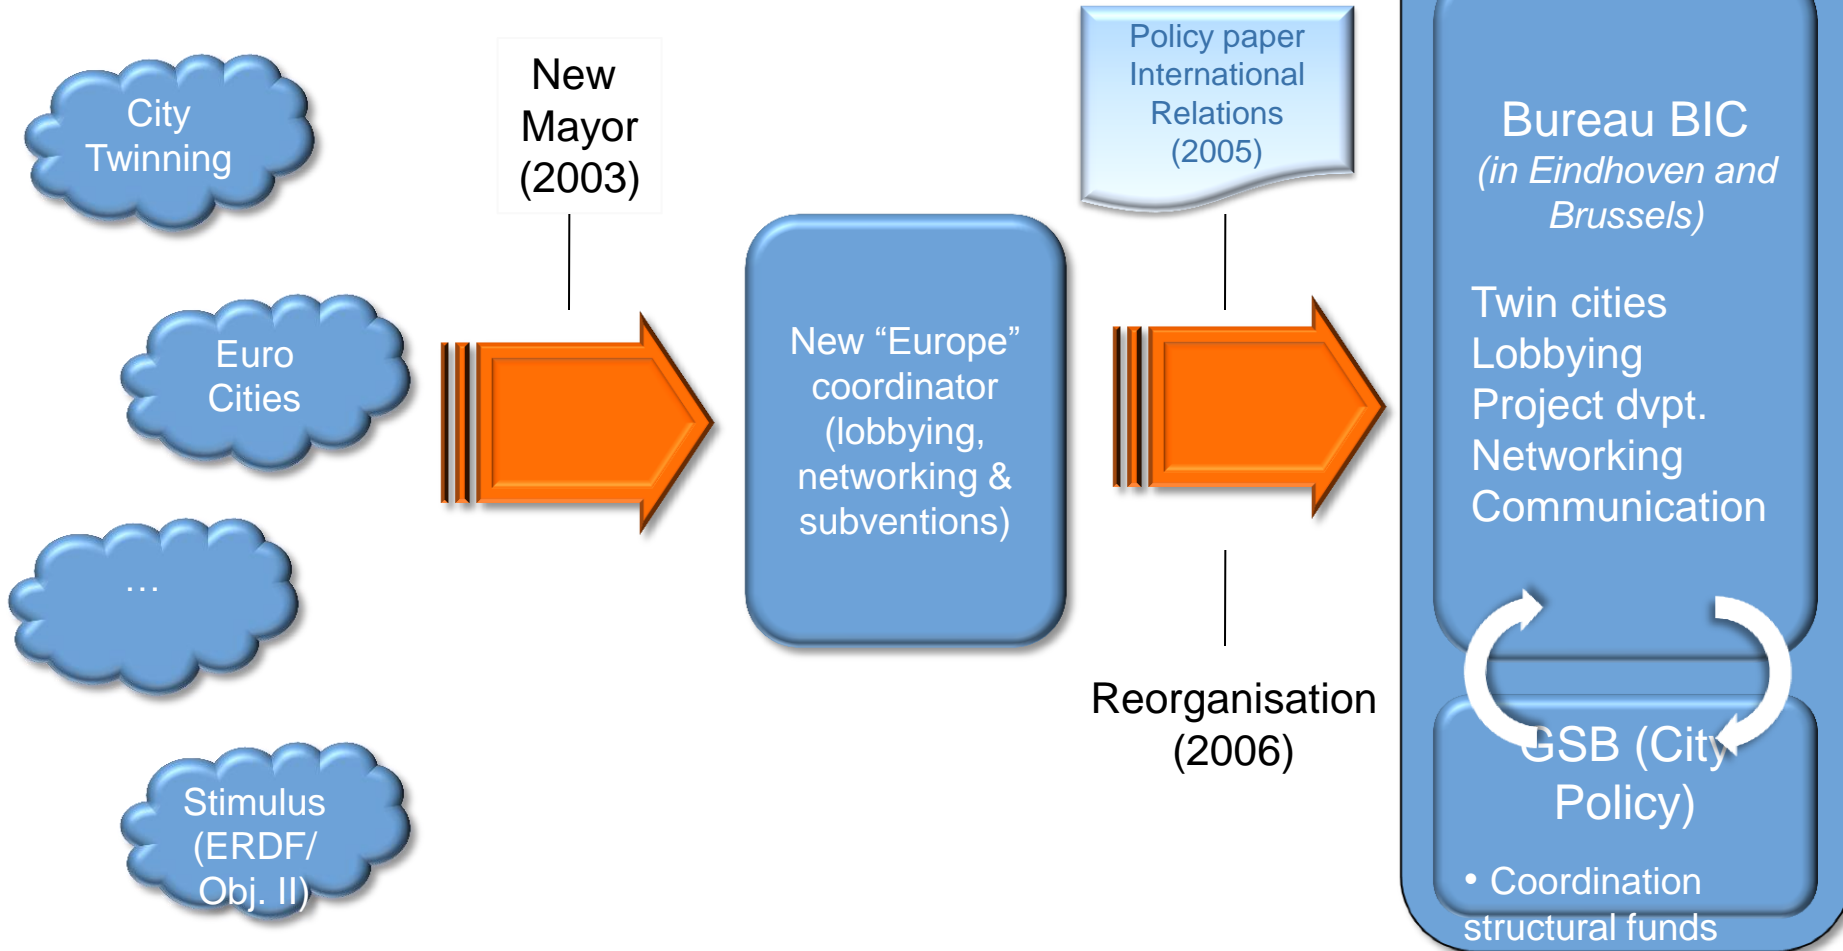 City
Twinning
Euro
Cities
...
Stimulus
(ERDF/
Obj. II)
New
Mayor
(2003)
New “Europe”
coordinator
(lobbying,
networking &
subventions)
Policy paper
International
Relations
(2005)
Reorganisation
(2006)
Bureau BIC
(in Eindhoven and
Brussels)
Twin cities
Lobbying
Project dvpt.
Networking
Communication
GSB (City
Policy)
• Coordination
structural funds